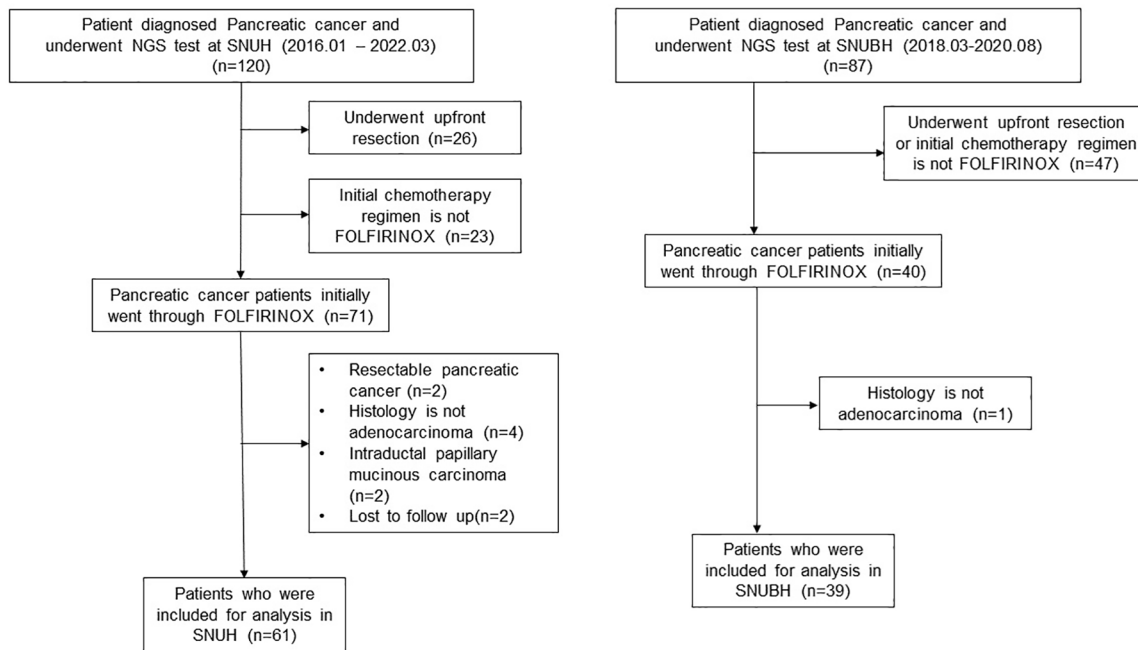 Patient diagnosed Pancreatic cancer and
underwent NGS test at SNUH (2016.01 – 2022.03)
(n=120)
Underwent upfront
resection (n=26)
Initial chemotherapy
regimen is not
FOLFIRINOX (n=23)
Pancreatic cancer patients initially
went through FOLFIRINOX (n=71)
• Resectable pancreatic
cancer (n=2)
• Histology is not
adenocarcinoma (n=4)
• Intraductal papillary
mucinous carcinoma
(n=2)
• Lost to follow up(n=2)
Patients who were
included for analysis in
SNUH (n=61)
Patient diagnosed Pancreatic cancer and
underwent NGS test at SNUBH (2018.03-2020.08)
(n=87)
Underwent upfront resection
or initial chemotherapy regimen
is not FOLFIRINOX (n=47)
Pancreatic cancer patients initially
went through FOLFIRINOX (n=40)
Histology is not
adenocarcinoma (n=1)
Patients who were
included for analysis in
SNUBH (n=39)